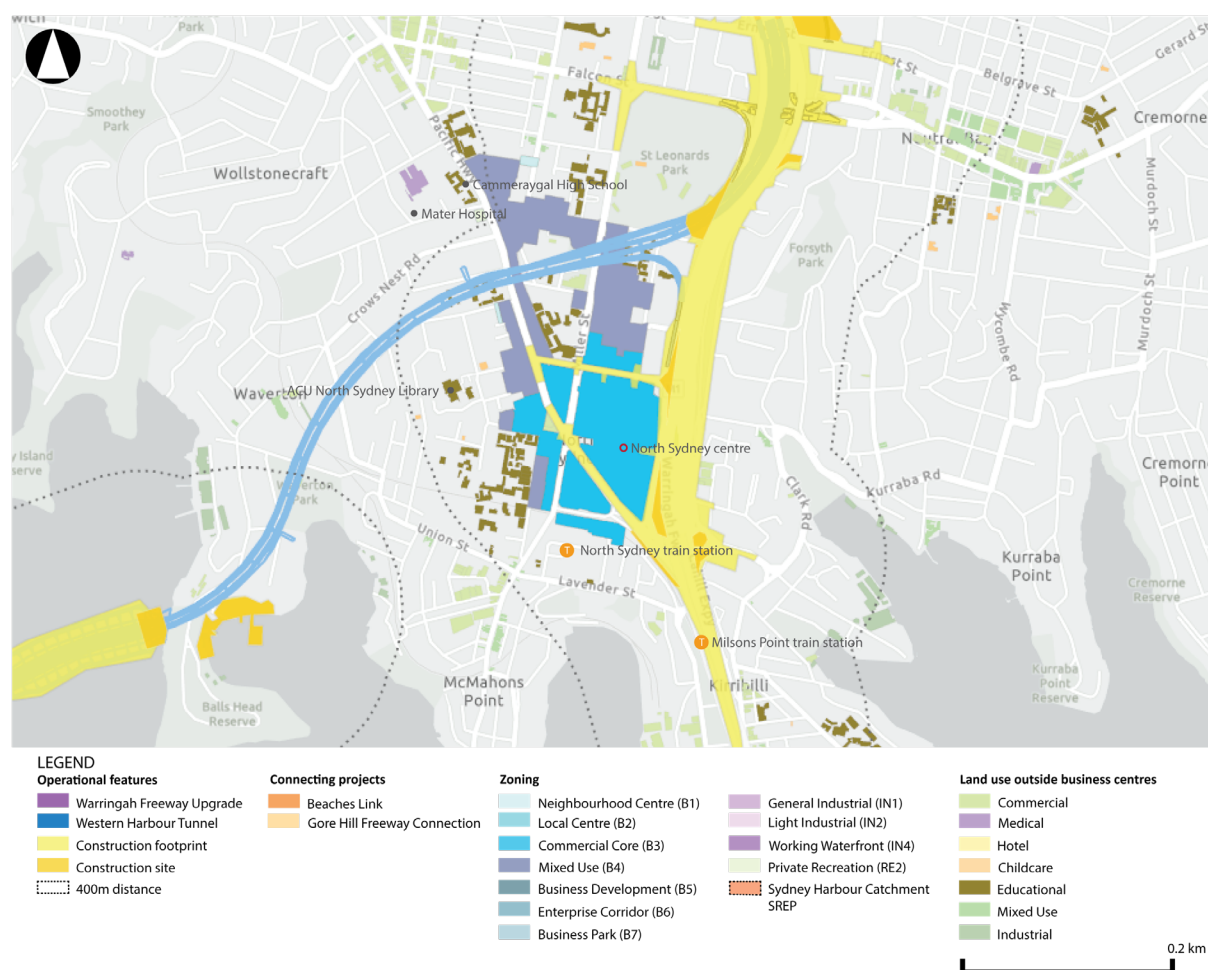 Park
Ernest St
Gerard St
Falcon St
Belgrave St
Smoothey
Park
Pacific Hwy
Neutral Bay
Cremorne
St Leonards
Park
Wollstonecraft
Cammeraygal High School
Mater Hospital
Murdoch St
Forsyth
Park
Crows Nest Rd
Wycombe Rd
Murdoch St
Waverton
ACU North Sydney Library
North Sydney centre
Cremorne
Point
Kurraba Rd
Clark Rd
Park
Union St
North Sydney train station
Kurraba
Point
Lavender St
Cremorne
Reserve
Milsons Point train station
McMahons
Point
Kirribilli
Kurraba
Point
Reserve
Balls Head
Reserve
LEGEND
Operational features
Warringah Freeway Upgrade
Western Harbour Tunnel
Construction footprint
Construction site
400m distance
Connecting projects
Beaches Link
Gore Hill Freeway Connection
Zoning
Neighbourhood Centre (B1)
Local Centre (B2)
Commercial Core (B3)
Mixed Use (B4)
Business Development (B5)
Enterprise Corridor (B6)
Business Park (B7)
General Industrial (IN1)
Light Industrial (IN2)
Working Waterfront (IN4)
Private Recreation (RE2)
Sydney Harbour Catchment
SREP
Land use outside business centres
Commercial
Medical
Hotel
Childcare
Educational
Mixed Use
Industrial
0.2 km